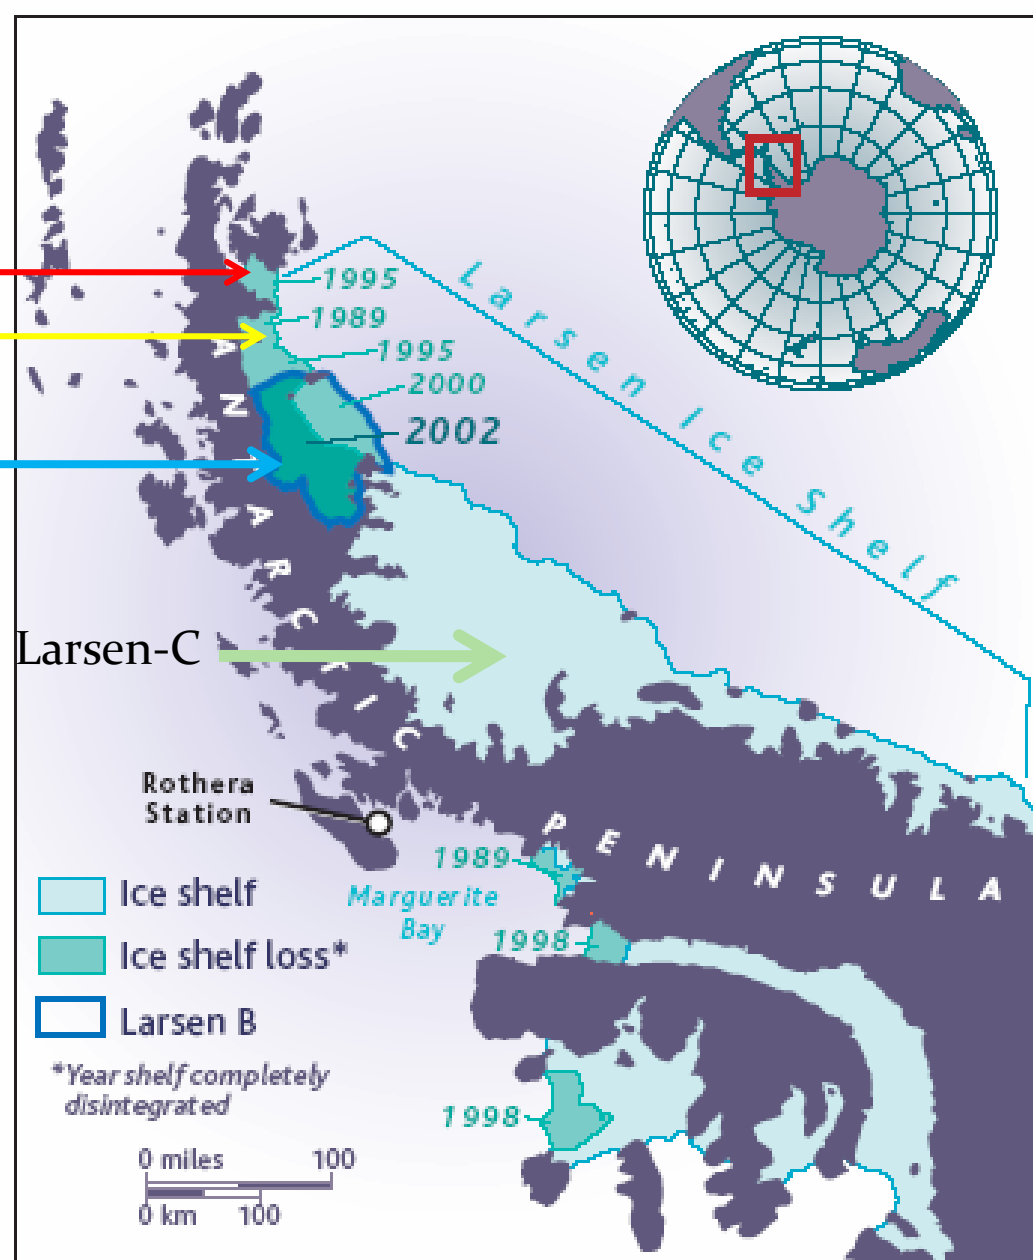 1995
1989
1995
2000
2002
Larsen Ice Shelf
ANARCTIC
PENINSULA
Larsen-C
Rothera
Station
1989
Marguerite
Bay
1998
1998
Ice shelf
Ice shelf loss*
Larsen B
*Year shelf completely
disintegrated
0 miles 100
0 km 100